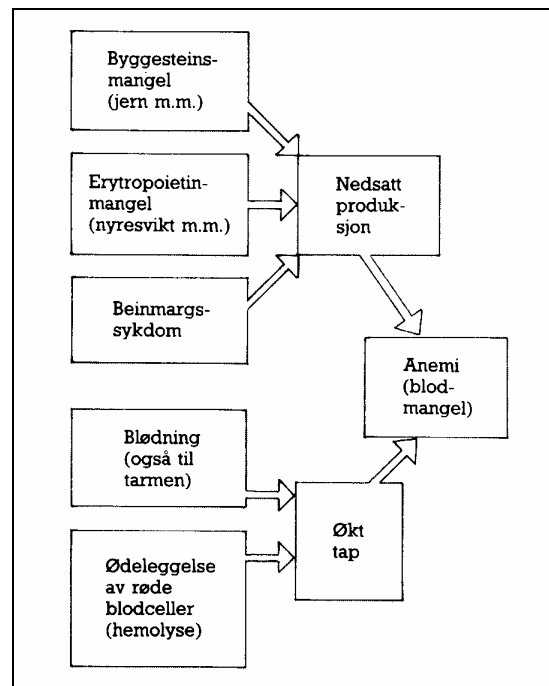 Byggesteins-
mangel
(jern m.m.)
Erytropoietin-
mangel
(nyresvikt m.m.)
Nedsatt
produk-
sjon
Beinmargs-
sykdom
Anemi
(blod-
mangel)
Blødning
(også til
tarmen)
Økt
tap
Ødeleggelse
av røde
blodceller
(hemolyse)